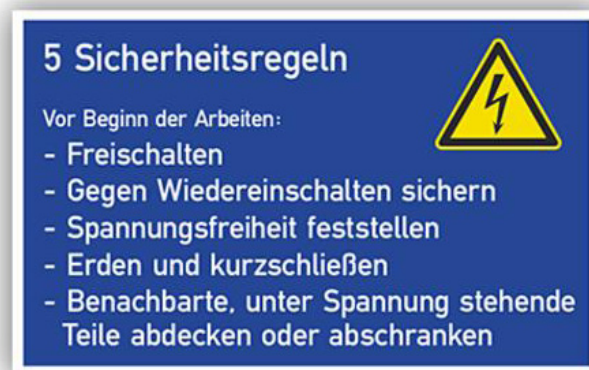 5 Sicherheitsregeln
Vor Beginn der Arbeiten:
- Freischalten
- Gegen Wiedereinschalten sichern
- Spannungsfreiheit feststellen
- Erden und kurzschließen
- Benachbarte, unter Spannung stehende
Teile abdecken oder abschranken